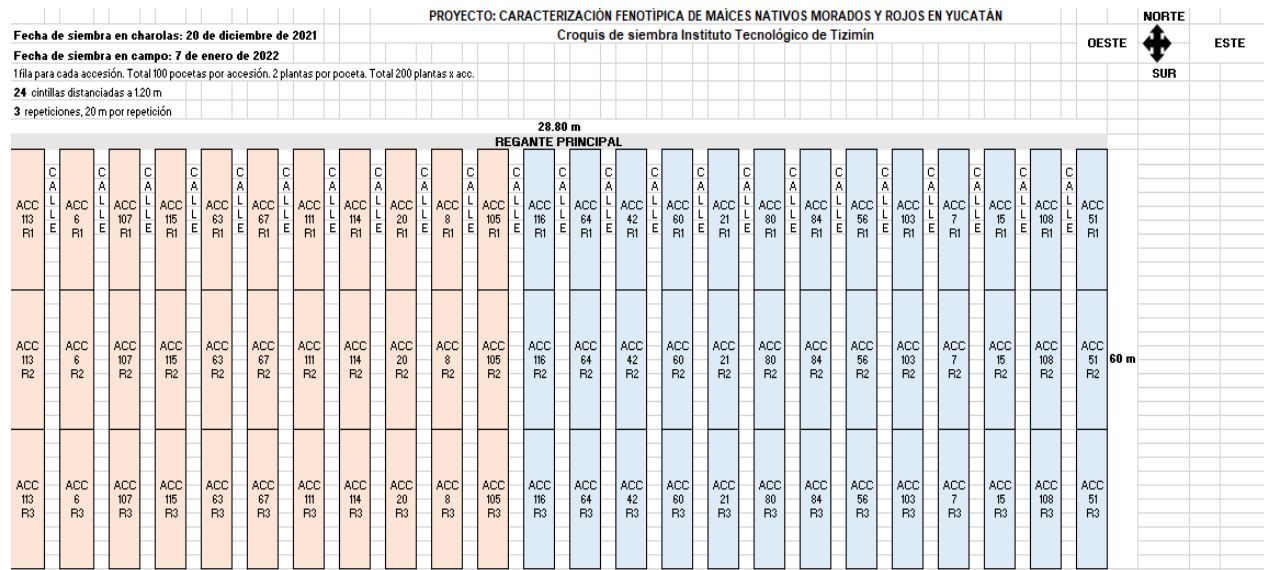 PROYECTO: CARACTERIZACIÓN FENOTÌPICA DE MAÌCES NATIVOS MORADOS Y ROJOS EN YUCATÀN
NORTE
Fecha de siembra en charolas: 20 de diciembre de 2021
Croquis de siembra Instituto Tecnológico de Tizimín
OESTE
ESTE
Fecha de siembra en campo: 7 de enero de 2022
1 fila para cada accesión. Total 100 pocetas por accesión. 2 plantas por poceta. Total 200 plantas x acc.
SUR
24 cintillas distanciadas a 1.20 m
3 repeticiones, 20 m por repetición
28.80 m
REGANTE PRINCIPAL
ACC 113 R1 CALLE ACC 6 R1 CALLE ACC 107 R1 CALLE ACC 115 R1 CALLE ACC 63 R1 CALLE ACC 67 R1 CALLE ACC 111 R1 CALLE ACC 114 R1 CALLE ACC 20 R1 CALLE ACC 8 R1 CALLE ACC 105 R1 CALLE ACC 116 R1 CALLE ACC 64 R1 CALLE ACC 42 R1 CALLE ACC 60 R1 CALLE ACC 21 R1 CALLE ACC 80 R1 CALLE ACC 84 R1 CALLE ACC 56 R1 CALLE ACC 103 R1 CALLE ACC 7 R1 CALLE ACC 15 R1 CALLE ACC 108 R1 CALLE ACC 51 R1
ACC 113 R2 ACC 6 R2 ACC 107 R2 ACC 115 R2 ACC 63 R2 ACC 67 R2 ACC 111 R2 ACC 114 R2 ACC 20 R2 ACC 8 R2 ACC 105 R2 ACC 116 R2 ACC 64 R2 ACC 42 R2 ACC 60 R2 ACC 21 R2 ACC 80 R2 ACC 84 R2 ACC 56 R2 ACC 103 R2 ACC 7 R2 ACC 15 R2 ACC 108 R2 ACC 51 R2
60 m
ACC 113 R3 ACC 6 R3 ACC 107 R3 ACC 115 R3 ACC 63 R3 ACC 67 R3 ACC 111 R3 ACC 114 R3 ACC 20 R3 ACC 8 R3 ACC 105 R3 ACC 116 R3 ACC 64 R3 ACC 42 R3 ACC 60 R3 ACC 21 R3 ACC 80 R3 ACC 84 R3 ACC 56 R3 ACC 103 R3 ACC 7 R3 ACC 15 R3 ACC 108 R3 ACC 51 R3